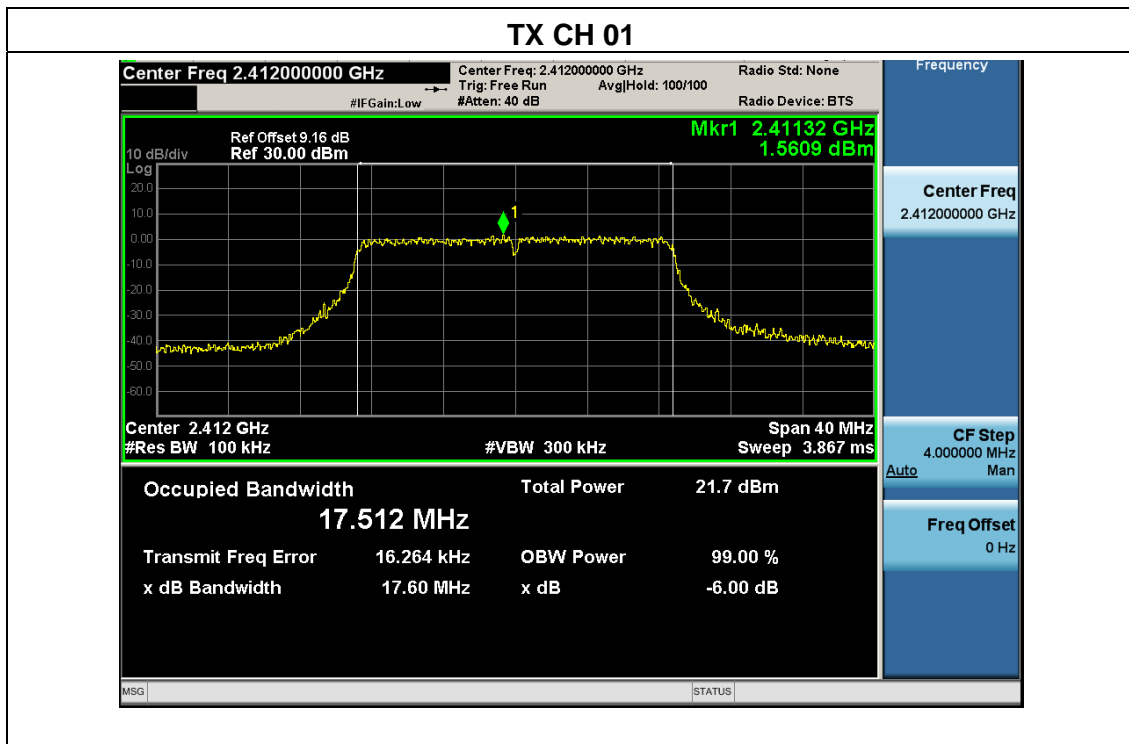 TX CH 01
Center Freq 2.412000000 GHz
#IFGain:Low
Center Freq: 2.412000000 GHz
Trig: Free Run Avg|Hold: 100/100
#Atten: 40 dB
Radio Std: None
Radio Device: BTS
Frequency
Ref Offset 9.16 dB
10 dB/div Ref 30.00 dBm
Log
Mkr1 2.41132 GHz
1.5609 dBm
20.0
10.0
0.00
-10.0
-20.0
-30.0
-40.0
-50.0
-60.0
1
Center 2.412 GHz Span 40 MHz
#Res BW 100 kHz #VBW 300 kHz Sweep 3.867 ms
Occupied Bandwidth Total Power 21.7 dBm
17.512 MHz
Transmit Freq Error 16.264 kHz OBW Power 99.00 %
x dB Bandwidth 17.60 MHz x dB -6.00 dB
Center Freq
2.412000000 GHz
CF Step
4.000000 MHz
Auto Man
Freq Offset
0 Hz
MSG STATUS